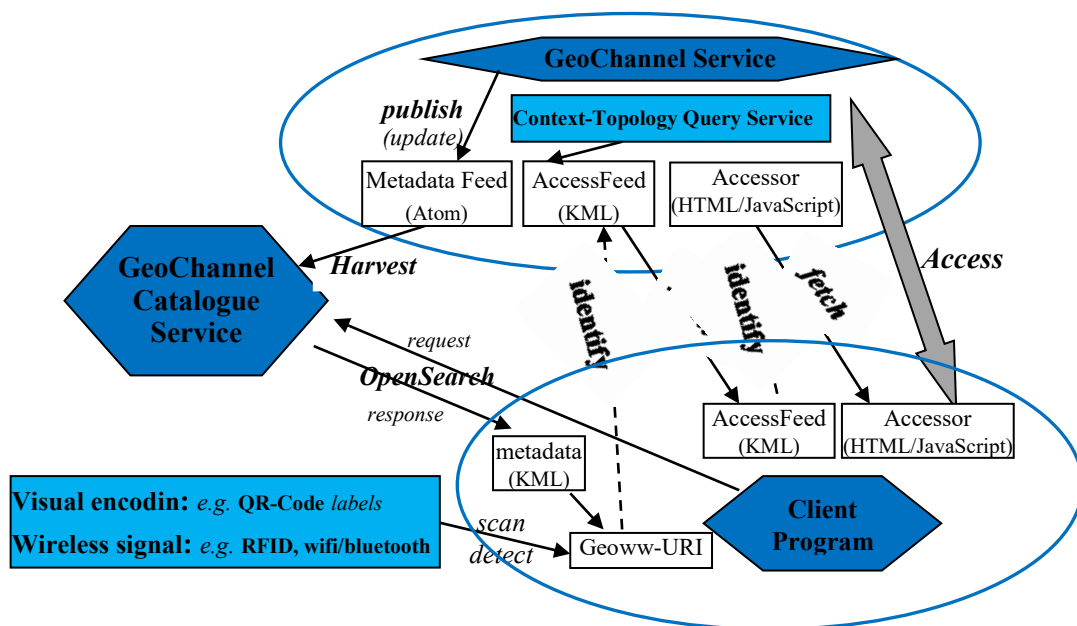 GeoChannel Service
publish
(update)
Context-Topology Query Service
Metadata Feed
(Atom)
AccessFeed
(KML)
Accessor
(HTML/JavaScript)
GeoChannel
Catalogue
Service
Harvest
identify
identify
fetch
Access
request
OpenSearch
response
AccessFeed
(KML)
Accessor
(HTML/JavaScript)
metadata
(KML)
Visual encodin: e.g. QR-Code labels
Wireless signal: e.g. RFID, wifi/bluetooth
scan
detect
Geoww-URI
Client
Program